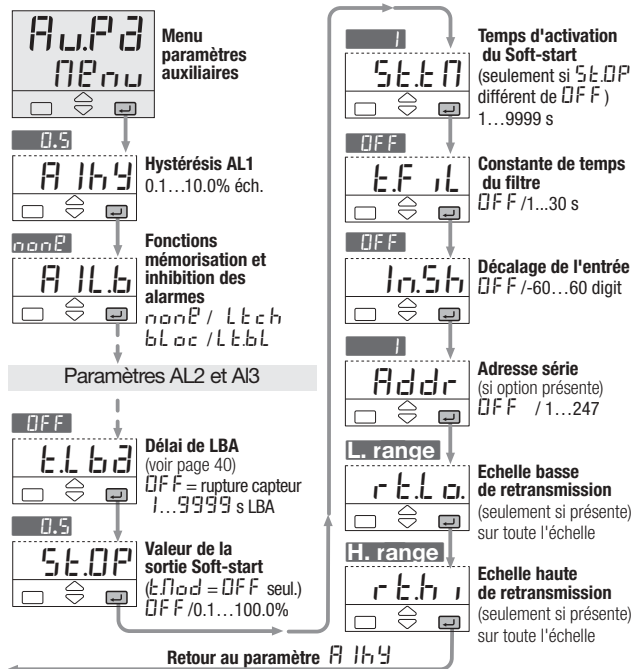 Au.Pa
Menu
Menu
paramètres
auxiliaires
0.5
A1hy
Hystérésis AL1
0.1…10.0% éch.
none
A1L.b
Fonctions
mémorisation et
inhibition des
alarmes
none / Ltch
bLoc / Lt.bL
Paramètres AL2 et Al3
OFF
t.Lba
Délai de LBA
(voir page 40)
OFF = rupture capteur
1…9999 s LBA
0.5
St.OP
Valeur de la
sortie Soft-start
(t.Mod = OFF seul.)
OFF /0.1…100.0%
1
St.tM
Temps d'activation
du Soft-start
(seulement si St.OP
différent de OFF )
1…9999 s
OFF
t.FiL
Constante de temps
du filtre
OFF /1...30 s
OFF
In.Sh
Décalage de l'entrée
OFF /-60…60 digit
1
Addr
Adresse série
(si option présente)
OFF / 1…247
L. range
rt.Lo.
Echelle basse
de retransmission
(seulement si présente)
sur toute l'échelle
H. range
rt.hi
Echelle haute
de retransmission
(seulement si présente)
sur toute l'échelle
Retour au paramètre A1hy